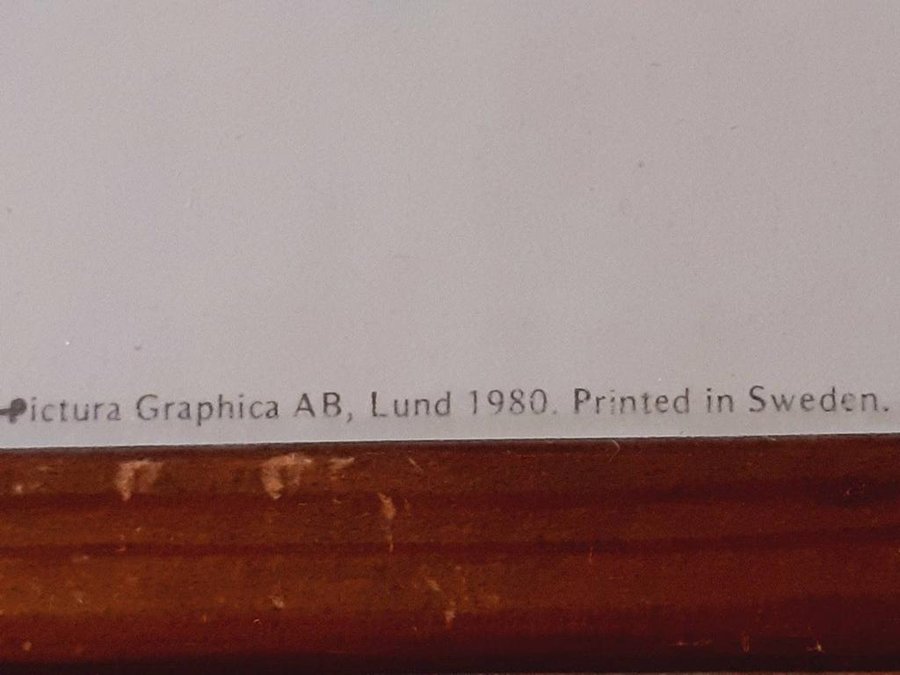 Pictura Graphica AB, Lund 1980. Printed in Sweden.